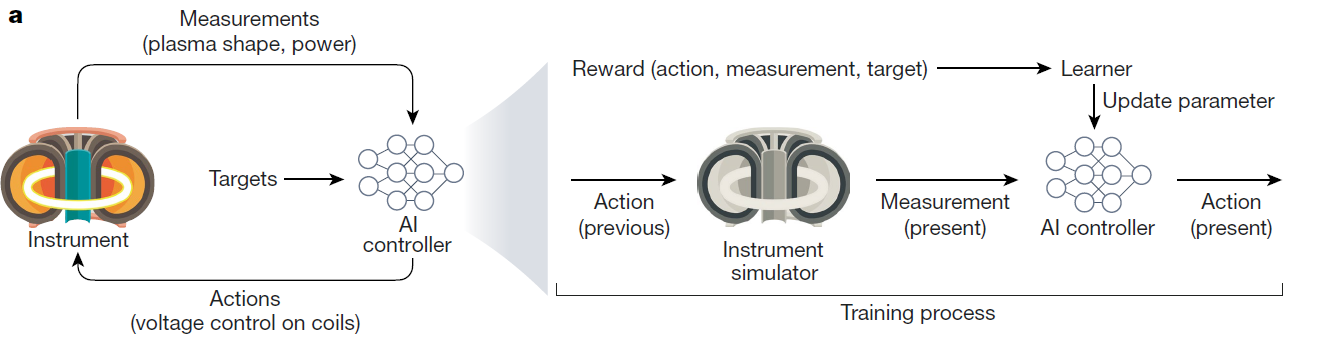 a
Measurements
(plasma shape, power)
Targets
Instrument
AI
controller
Actions
(voltage control on coils)
Reward (action, measurement, target)
Learner
Update parameter
Action
(previous)
Instrument
simulator
Measurement
(present)
AI controller
Action
(present)
Training process